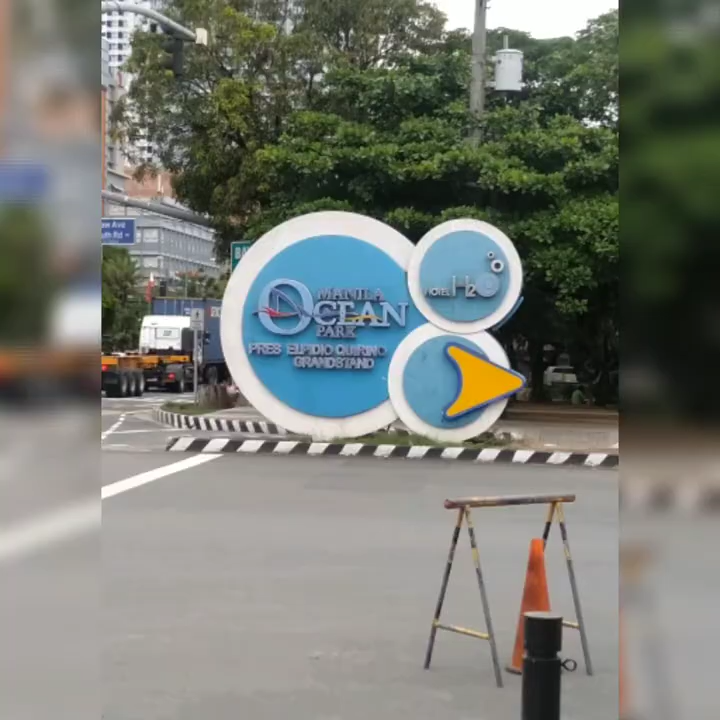 MANILA
OCEAN
PARK
PRES ELPIDIO QUIRINO
GRANDSTAND
HOTEL H2O